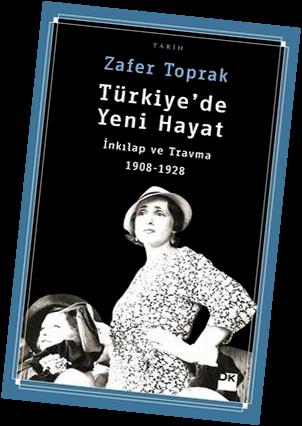 TARİH
Zafer Toprak
Türkiye'de
Yeni Hayat
İnkılap ve Travma
1908-1928
DK